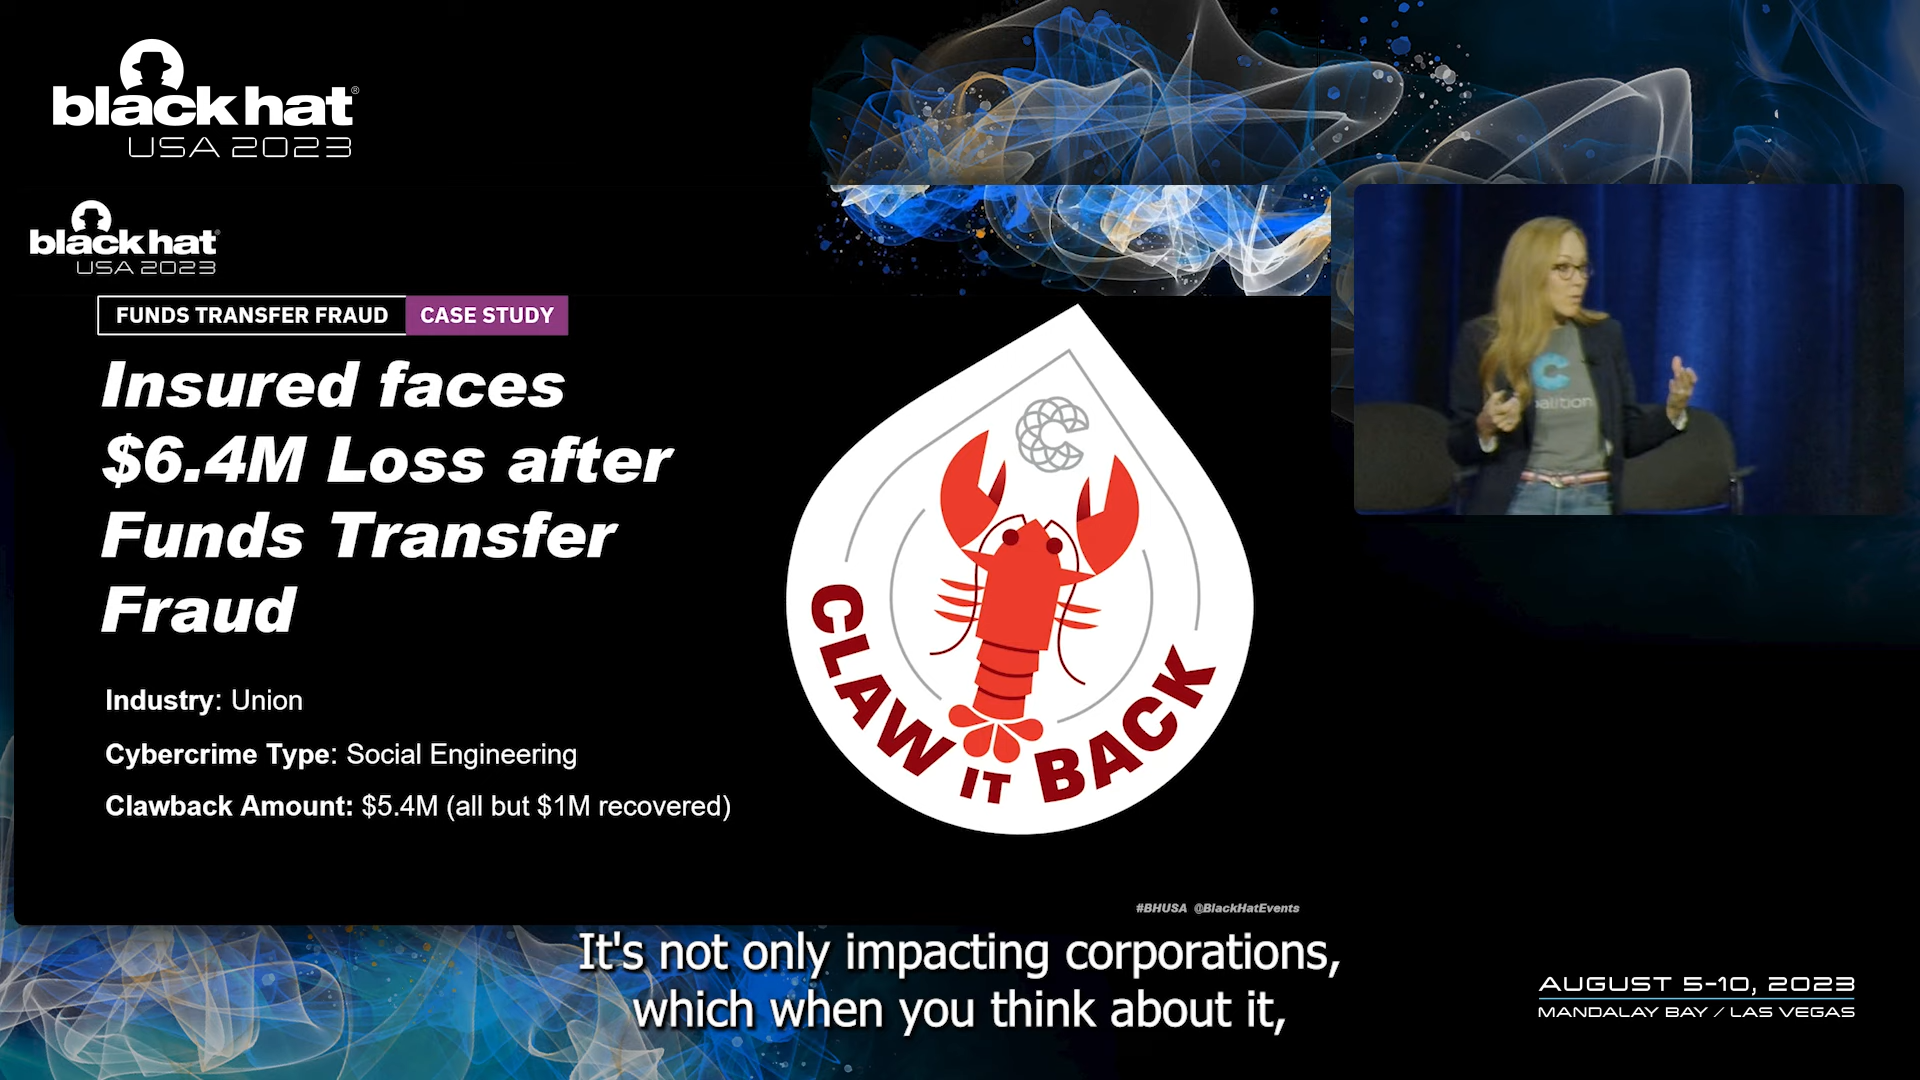 black hat®
USA 2023
black hat®
USA 2023
FUNDS TRANSFER FRAUD CASE STUDY
Insured faces
$6.4M Loss after
Funds Transfer
Fraud
Industry: Union
Cybercrime Type: Social Engineering
Clawback Amount: $5.4M (all but $1M recovered)
CLAW IT BACK
#BHUSA @BlackHatEvents
alition
It's not only impacting corporations,
which when you think about it,
AUGUST 5-10, 2023
MANDALAY BAY / LAS VEGAS